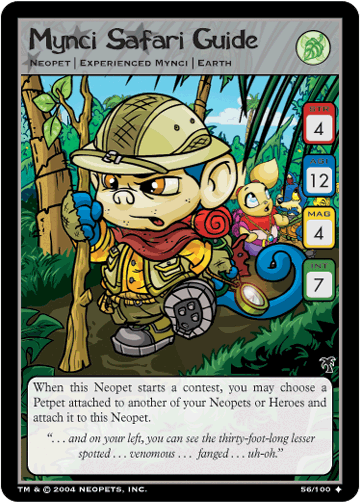 Mynci Safari Guide
Neopet | Experienced Mynci | Earth
STR
4
AGI
12
MAG
4
INT
7
When this Neopet starts a contest, you may choose a
Petpet attached to another of your Neopets or Heroes and
attach it to this Neopet.
“. . . and on your left, you can see the thirty-foot-long lesser
spotted . . . venomous . . . fanged . . . uh-oh.”
TM & © 2004 NEOPETS, INC.
56/100